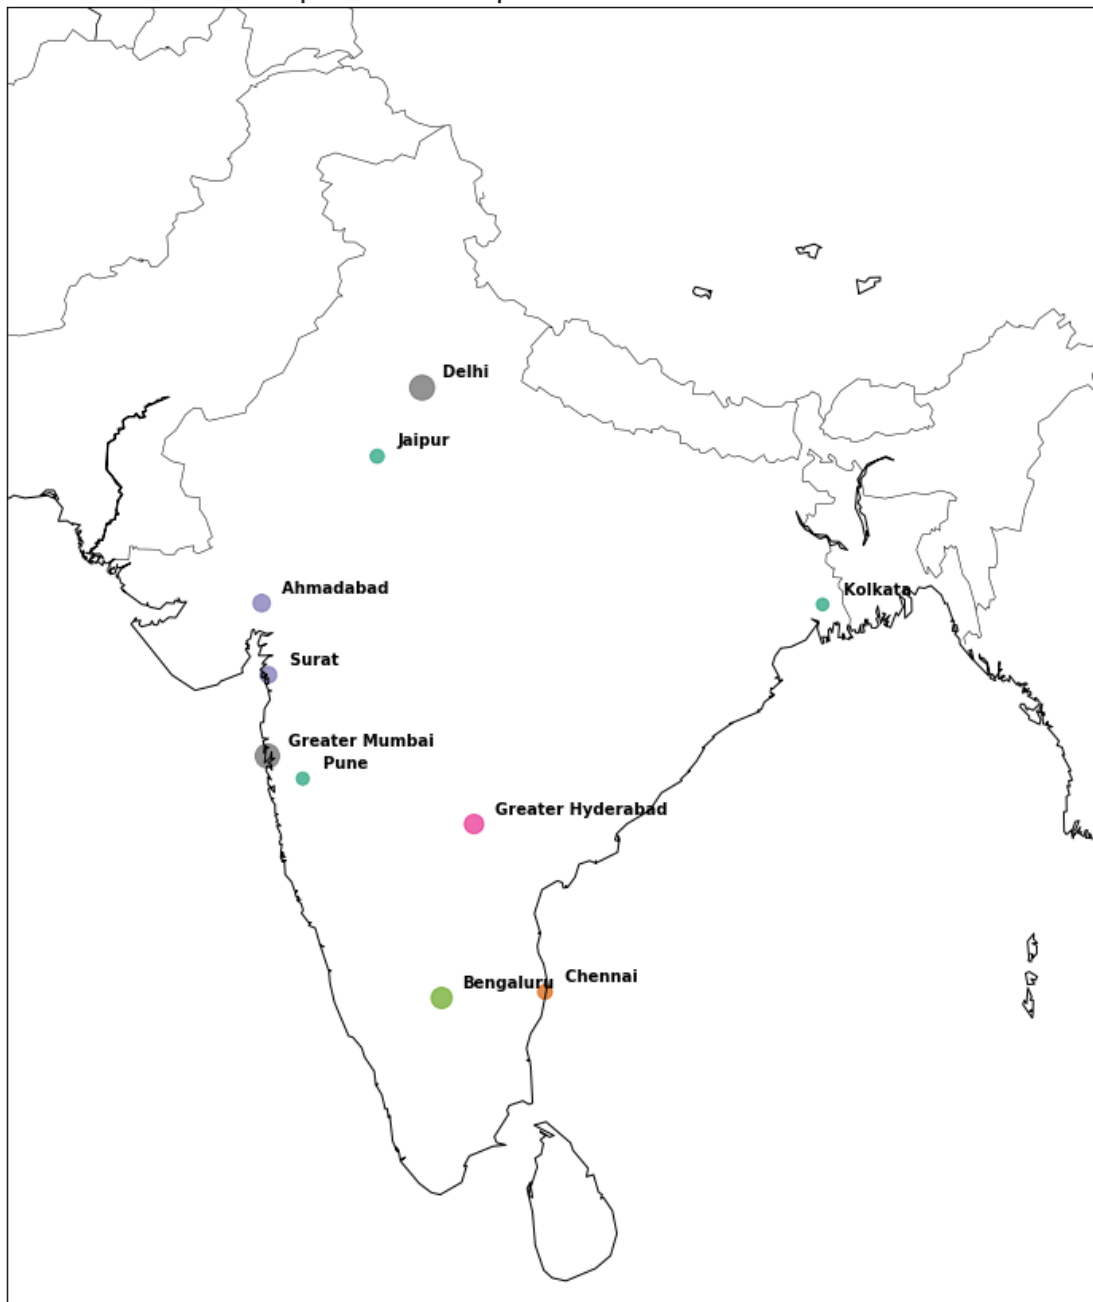 Delhi
Jaipur
Ahmadabad
Kolkata
Surat
Greater Mumbai
Pune
Greater Hyderabad
Chennai
Bengaluru